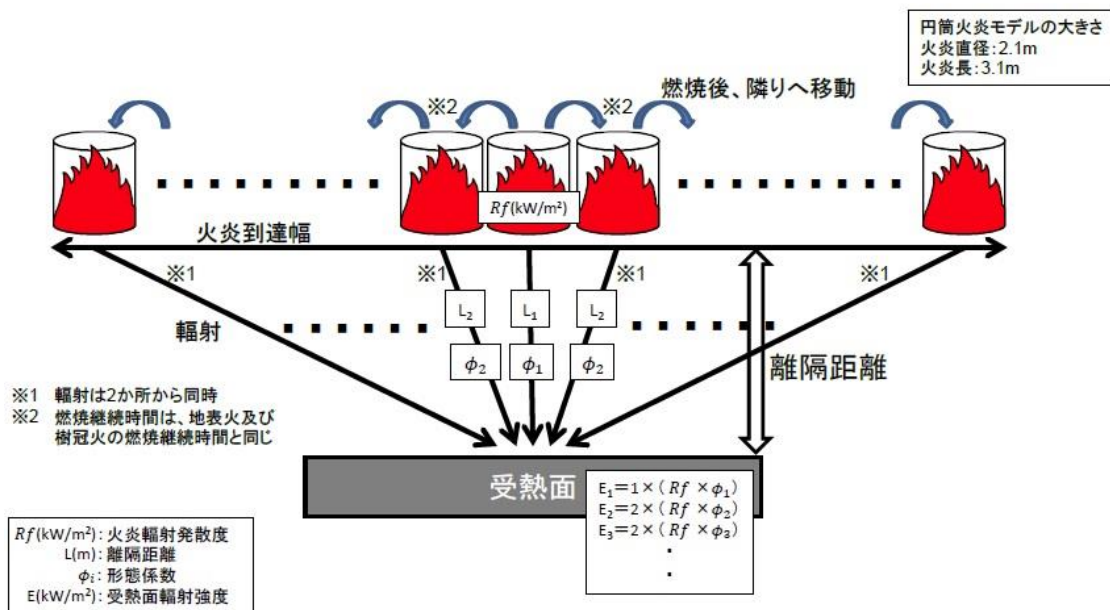 円筒火炎モデルの大きさ
火炎直径:2.1m
火炎長:3.1m
燃焼後、隣りへ移動
※2
※2
Rf(kW/m²)
火炎到達幅
※1
※1
※1
※1
L₂
L₁
L₂
輻射
ϕ₂
ϕ₁
ϕ₂
離隔距離
※1 輻射は2か所から同時
※2 燃焼継続時間は、地表火及び
樹冠火の燃焼継続時間と同じ
受熱面
E₁=1×(Rf×ϕ₁)
E₂=2×(Rf×ϕ₂)
E₃=2×(Rf×ϕ₃)
・
・
Rf(kW/m²): 火炎輻射発散度
L(m): 離隔距離
ϕᵢ: 形態係数
E(kW/m²): 受熱面輻射強度